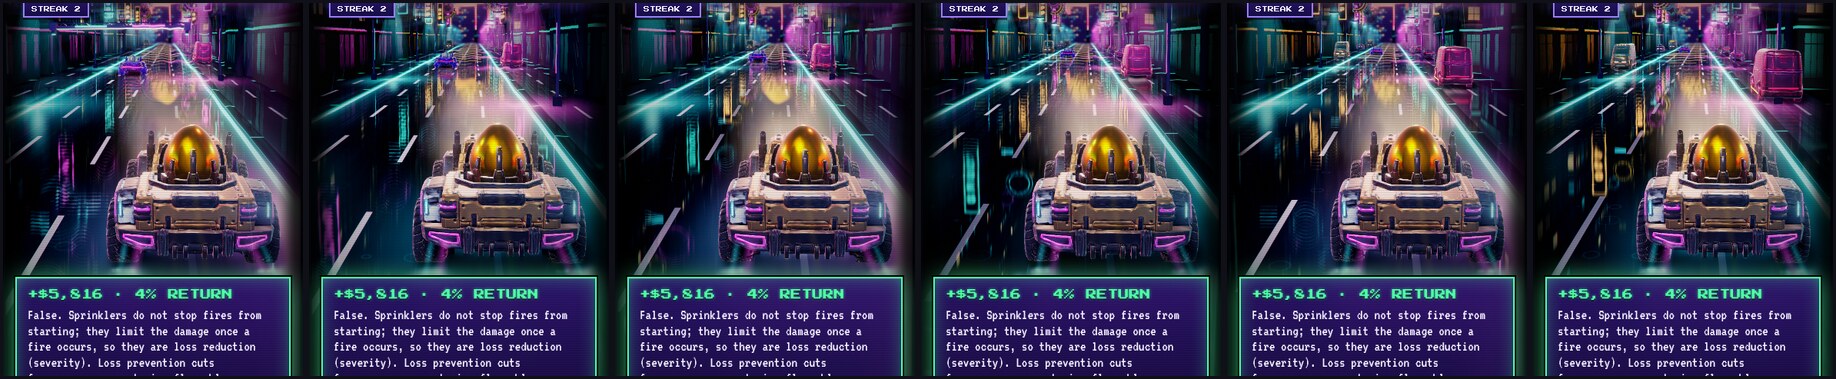 STREAK 2
+$5,816 · 4% RETURN
False. Sprinklers do not stop fires from
starting; they limit the damage once a
fire occurs, so they are loss reduction
(severity). Loss prevention cuts
STREAK 2
+$5,816 · 4% RETURN
False. Sprinklers do not stop fires from
starting; they limit the damage once a
fire occurs, so they are loss reduction
(severity). Loss prevention cuts
STREAK 2
+$5,816 · 4% RETURN
False. Sprinklers do not stop fires from
starting; they limit the damage once a
fire occurs, so they are loss reduction
(severity). Loss prevention cuts
STREAK 2
+$5,816 · 4% RETURN
False. Sprinklers do not stop fires from
starting; they limit the damage once a
fire occurs, so they are loss reduction
(severity). Loss prevention cuts
STREAK 2
+$5,816 · 4% RETURN
False. Sprinklers do not stop fires from
starting; they limit the damage once a
fire occurs, so they are loss reduction
(severity). Loss prevention cuts
STREAK 2
+$5,816 · 4% RETURN
False. Sprinklers do not stop fires from
starting; they limit the damage once a
fire occurs, so they are loss reduction
(severity). Loss prevention cuts